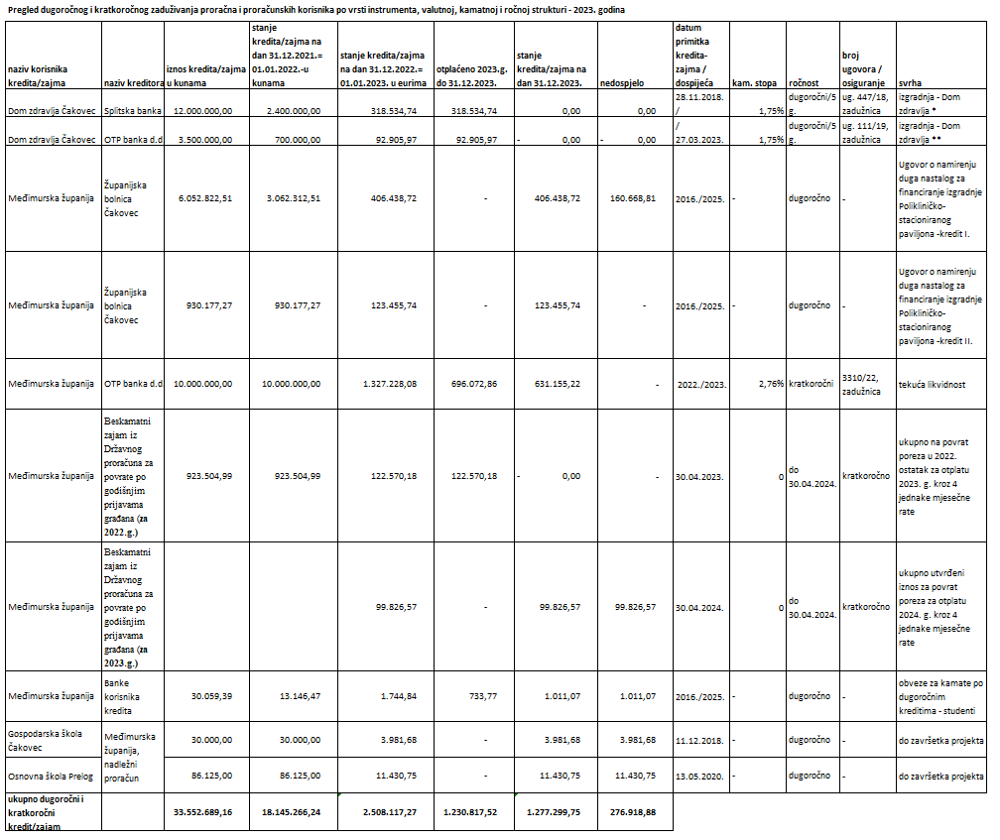 Pregled dugoročnog i kratkoročnog zaduživanja proračna i proračunskih korisnika po vrsti instrumenta, valutnoj, kamatnoj i ročnoj strukturi - 2023. godina
naziv korisnika
kredita/zajma
naziv kreditora
iznos kredita/zajma
u kunama
stanje
kredita/zajma na
dan 31.12.2021.=
01.01.2022.-u
kunama
stanje kredita/zajma
na dan 31.12.2022.=
01.01.2023. u eurima
otplaćeno 2023.g.
do 31.12.2023.
stanje
kredita/zajma na
dan 31.12.2023.
nedospjelo
datum
primitka
kredita-
zajma /
dospijeća
kam. stopa
ročnost
broj
ugovora /
osiguranje
svrha
Dom zdravlja Čakovec
Splitska banka
12.000.000,00
2.400.000,00
318.534,74
318.534,74
0,00
0,00
28.11.2018.
/
1,75%
dugoročni/5
g.
ug. 447/18,
zadužnica
izgradnja - Dom
zdravlja *
Dom zdravlja Čakovec
OTP banka d.d
3.500.000,00
700.000,00
92.905,97
92.905,97
- 0,00
- 0,00
/
27.03.2023.
1,75%
dugoročni/5
g.
ug. 111/19,
zadužnica
izgradnja - Dom
zdravlja **
Međimurska županija
Županijska
bolnica
Čakovec
6.052.822,51
3.062.312,51
406.438,72
-
406.438,72
160.668,81
2016./2025.
-
dugoročno
-
Ugovor o namirenju
duga nastalog za
financiranje izgradnje
Polikliničko-
stacioniranog
paviljona -kredit I.
Međimurska županija
Županijska
bolnica
Čakovec
930.177,27
930.177,27
123.455,74
-
123.455,74
-
2016./2025.
-
dugoročno
-
Ugovor o namirenju
duga nastalog za
financiranje izgradnje
Polikliničko-
stacioniranog
paviljona -kredit II.
Međimurska županija
OTP banka d.d
10.000.000,00
10.000.000,00
1.327.228,08
696.072,86
631.155,22
-
2022./2023.
2,76%
kratkoročni
3310/22,
zadužnica
tekuća likvidnost
Međimurska županija
Beskamatni
zajam iz
Državnog
proračuna za
povrate po
godišnjim
prijavama
građana (za
2022.g.)
923.504,99
923.504,99
122.570,18
122.570,18
- 0,00
-
30.04.2023.
0
do
30.04.2024.
kratkoročno
ukupno na povrat
poreza u 2022.
ostatak za otplatu
2023. g. kroz 4
jednake mjesečne
rate
Međimurska županija
Beskamatni
zajam iz
Državnog
proračuna za
povrate po
godišnjim
prijavama
građana (za
2023.g.)
99.826,57
-
99.826,57
99.826,57
30.04.2024.
0
do
30.04.2024.
kratkoročno
ukupno utvrđeni
iznos za povrat
poreza za otplatu
2024. g. kroz 4
jednake mjesečne
rate
Međimurska županija
Banke
korisnika
kredita
30.059,39
13.146,47
1.744,84
733,77
1.011,07
1.011,07
2016./2025.
-
dugoročno
-
obveze za kamate po
dugoročnim
kreditima - studenti
Gospodarska škola
Čakovec
Međimurska
županija,
nadležni
proračun
30.000,00
30.000,00
3.981,68
-
3.981,68
3.981,68
11.12.2018.
-
dugoročno
-
do završetka projekta
Osnovna škola Prelog
86.125,00
86.125,00
11.430,75
-
11.430,75
11.430,75
13.05.2020.
-
dugoročno
-
do završetka projekta
ukupno dugoročni i
kratkoročni
kredit/zajam
33.552.689,16
18.145.266,24
2.508.117,27
1.230.817,52
1.277.299,75
276.918,88